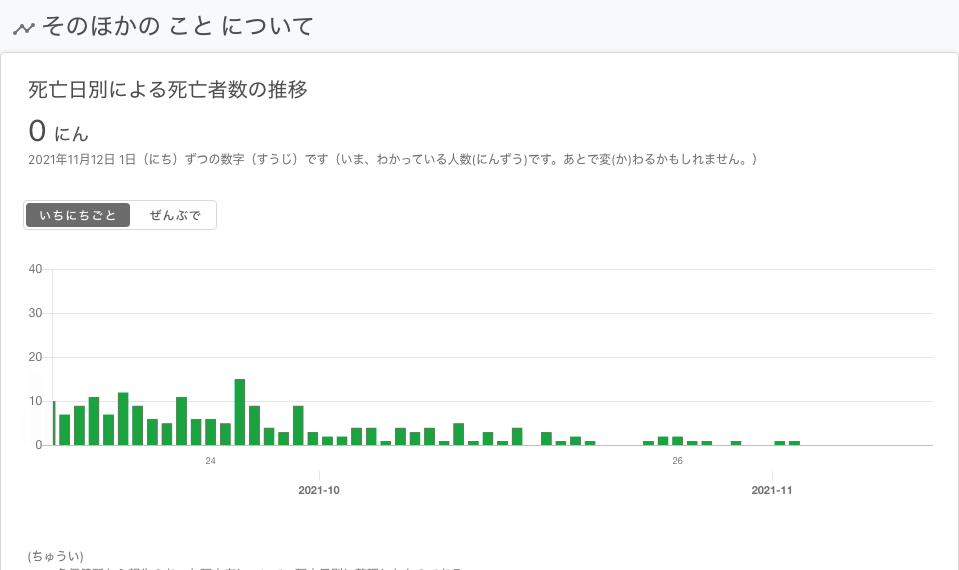 そのほかの こと について
死亡日別による死亡者数の推移
0 にん
2021年11月12日 1日（にち）ずつの数字（すうじ）です（いま、わかっている人数(にんずう)です。あとで変(か)わるかもしれません。）
いちにちごと ぜんぶで
40
30
20
10
0
24 26
2021-10 2021-11
(ちゅうい)